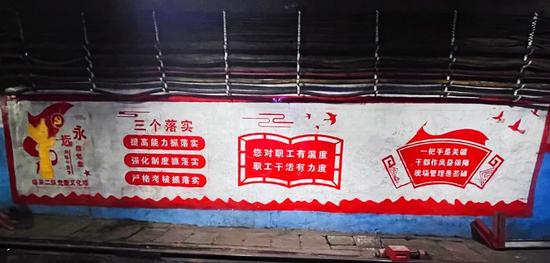 永远
三个落实
提高能力抓落实
强化制度抓落实
严格考核抓落实
您对职工有温度
职工干活有力度
一把手是关键
干部作风是保障
现场管理是基础